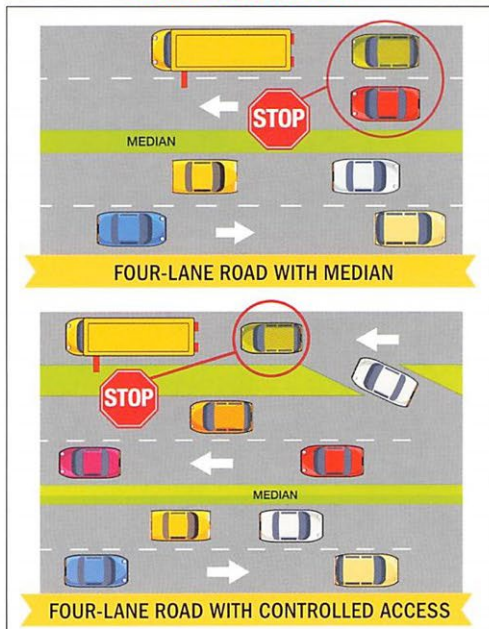 STOP
MEDIAN
FOUR-LANE ROAD WITH MEDIAN
STOP
MEDIAN
FOUR-LANE ROAD WITH CONTROLLED ACCESS